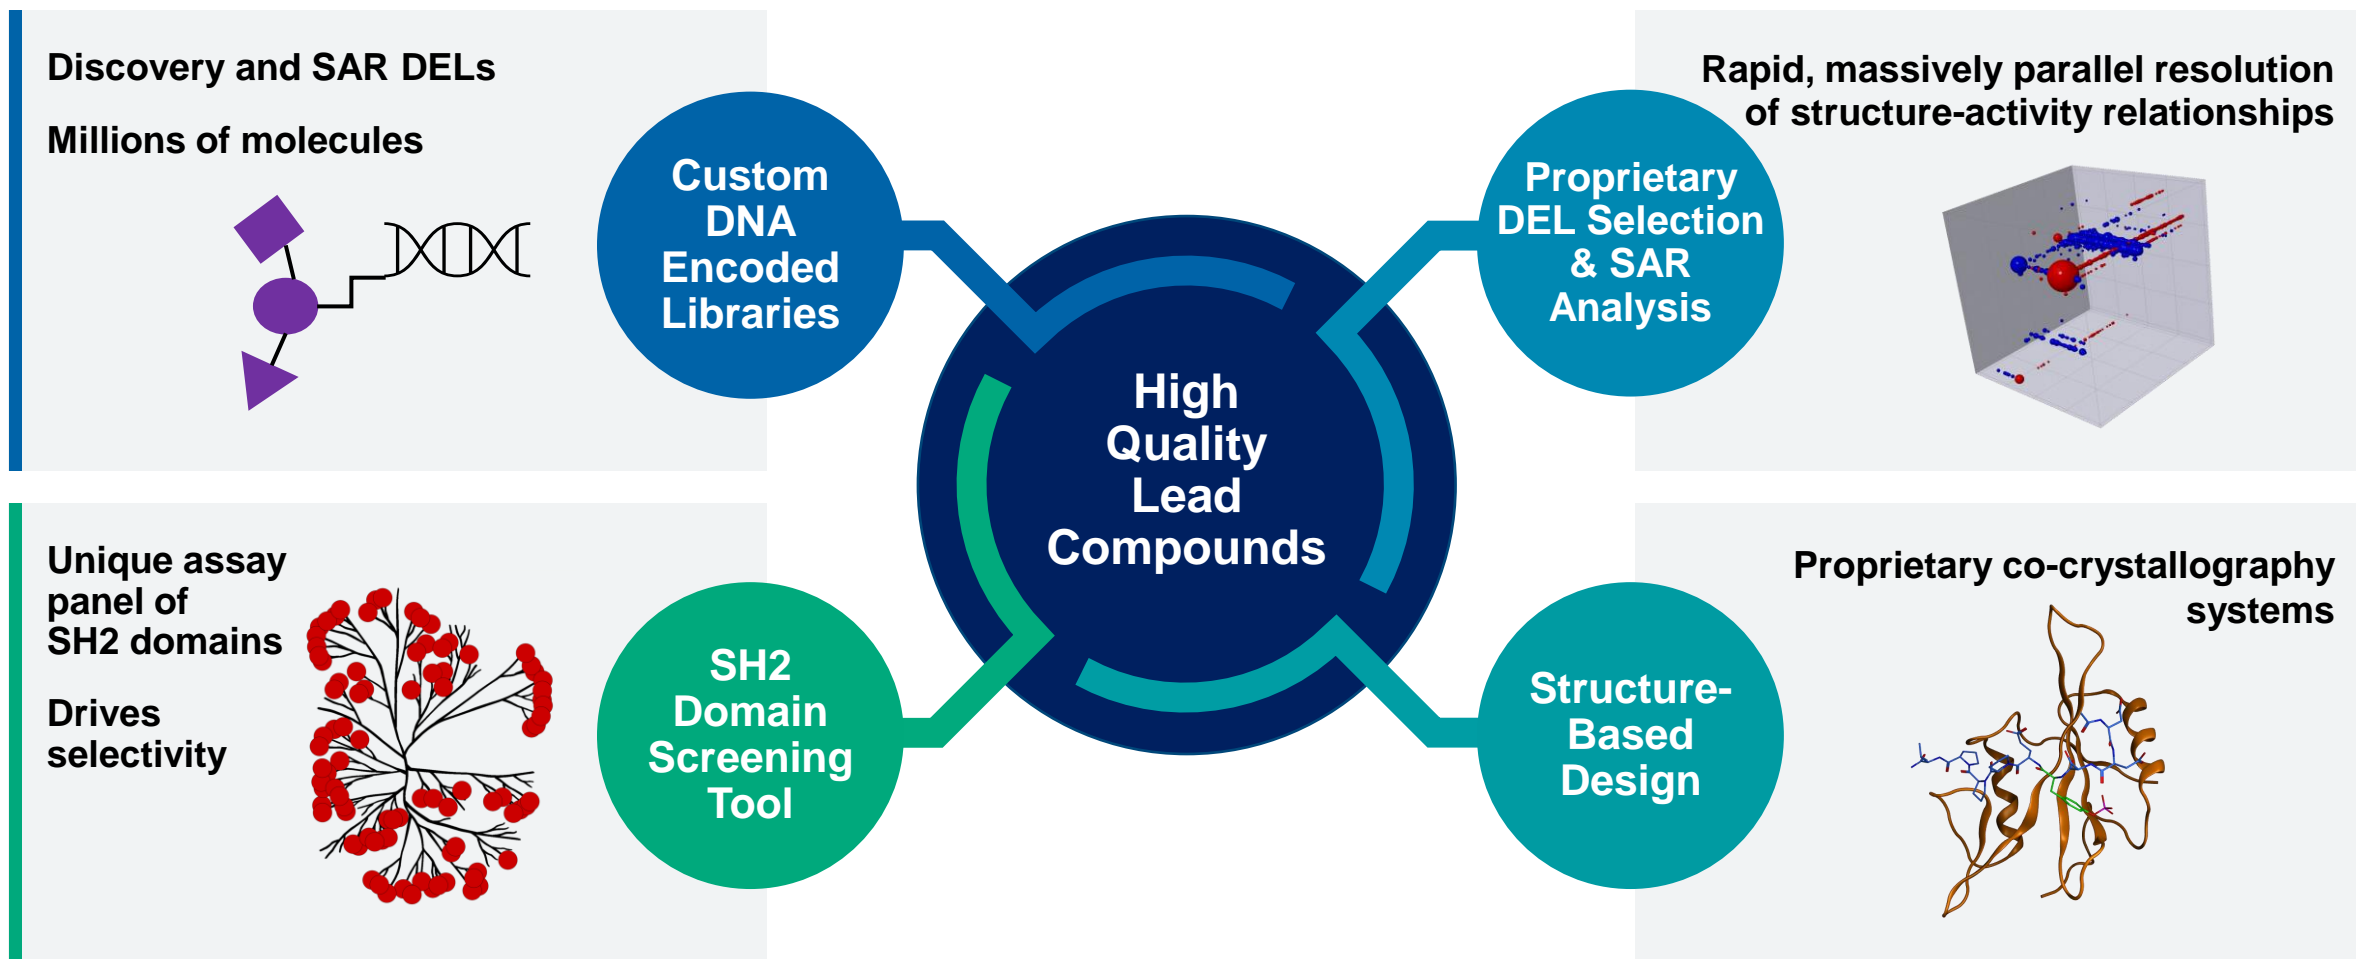 Discovery and SAR DELs
Millions of molecules
Custom
DNA
Encoded
Libraries
Rapid, massively parallel resolution
of structure-activity relationships
Proprietary
DEL Selection
& SAR
Analysis
High
Quality
Lead
Compounds
Unique assay
panel of
SH2 domains
Drives
selectivity
SH2
Domain
Screening
Tool
Proprietary co-crystallography
systems
Structure-
Based
Design